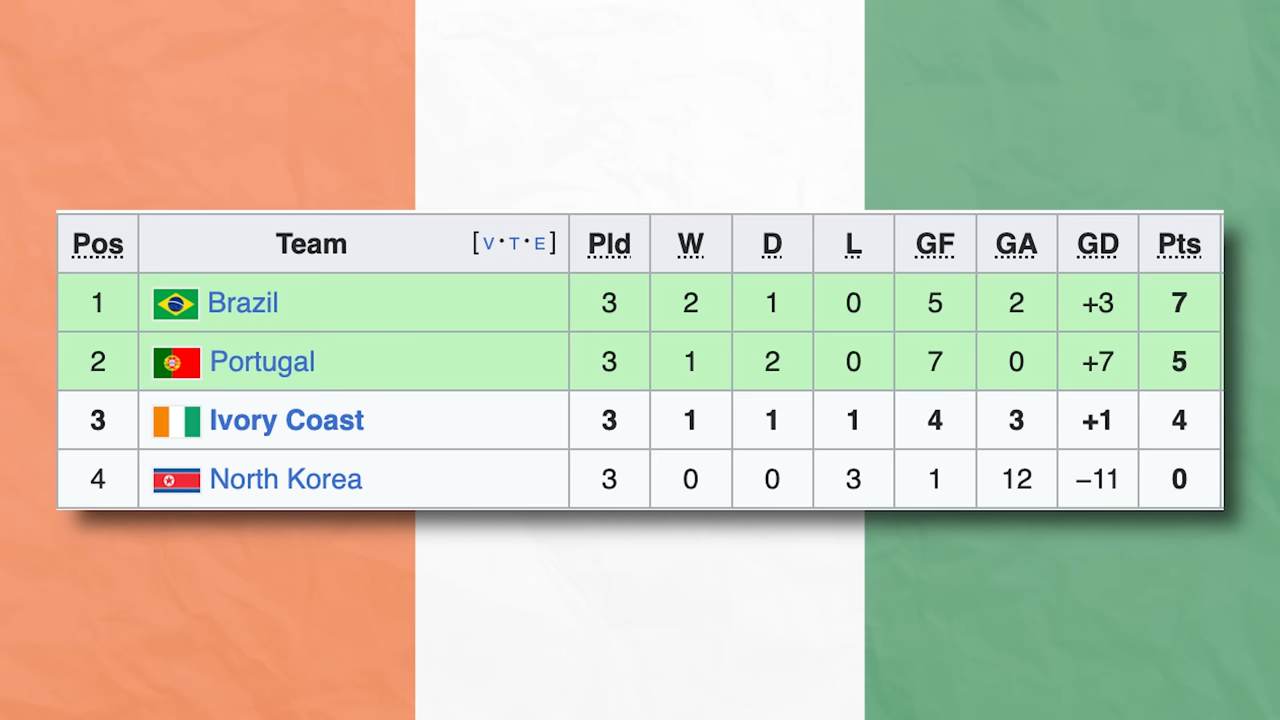 Pos Team [V·T·E] Pld W D L GF GA GD Pts
1 Brazil 3 2 1 0 5 2 +3 7
2 Portugal 3 1 2 0 7 0 +7 5
3 Ivory Coast 3 1 1 1 4 3 +1 4
4 North Korea 3 0 0 3 1 12 −11 0